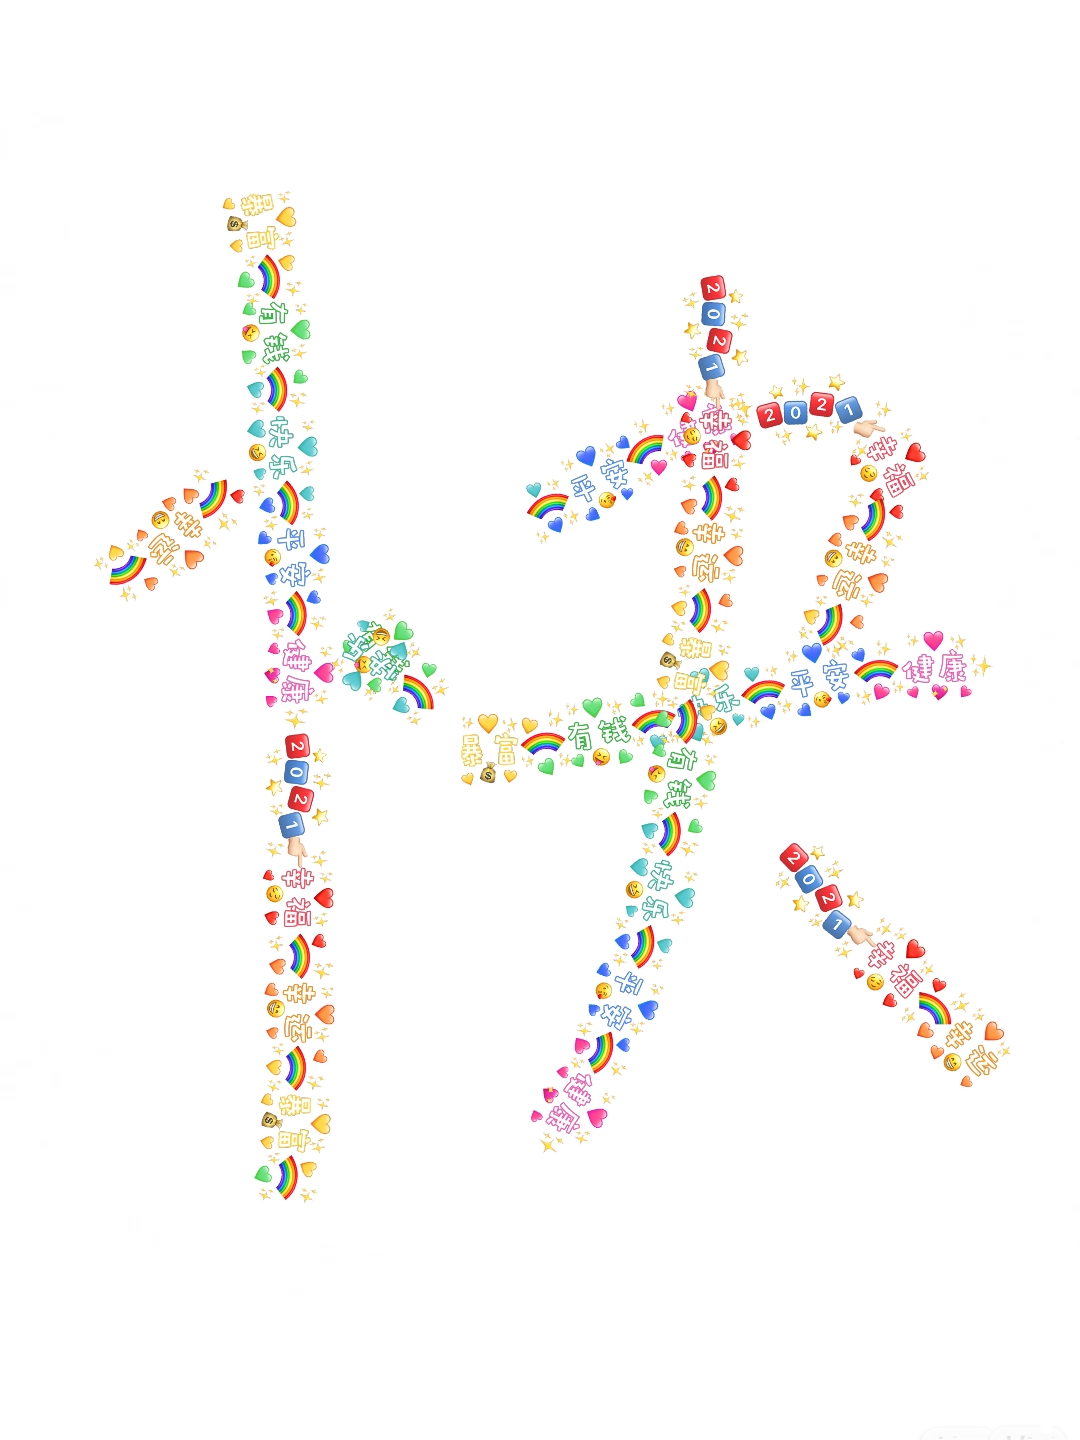 快
幸运
暴富 有钱 快乐 平安 健康 2021 幸福 幸运 暴富
平安
2021 幸福 幸运
暴富 有钱 快乐 平安 健康
2021 幸福 幸运 暴富 有钱 快乐 平安 健康
2021 幸福 幸运